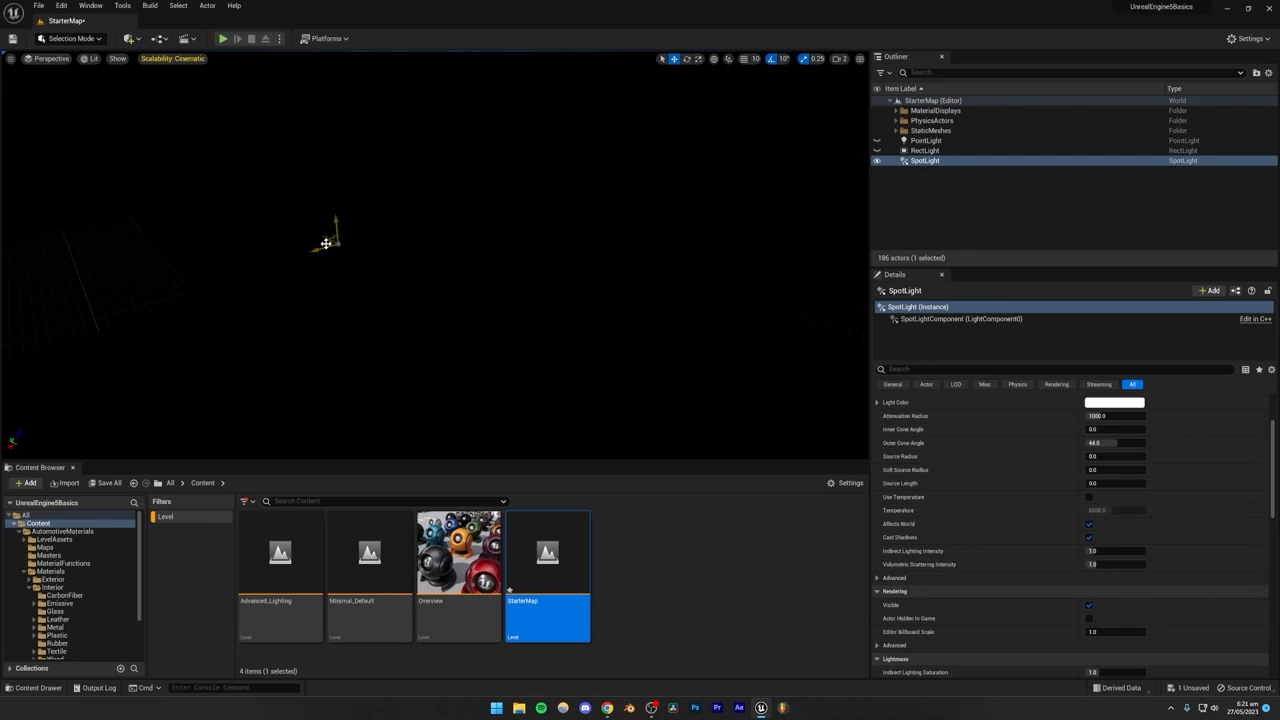 File Edit Window Tools Build Select Actor Help
UnrealEngine5Basics
StarterMap*
Selection Mode
Platforms
Settings
Perspective Lit Show Scalability: Cinematic
10 10° 0.25 2
Outliner
Search...
Item Label Type
StarterMap (Editor) World
MaterialDisplays Folder
PhysicsActors Folder
StaticMeshes Folder
PointLight PointLight
RectLight RectLight
SpotLight SpotLight
186 actors (1 selected)
Details
SpotLight
Add
SpotLight (Instance)
SpotLightComponent (LightComponent0) Edit in C++
Search
General Actor LOD Misc Physics Rendering Streaming All
Light Color
Attenuation Radius 1000.0
Inner Cone Angle 0.0
Outer Cone Angle 44.0
Source Radius 0.0
Soft Source Radius 0.0
Source Length 0.0
Use Temperature
Temperature 6500.0
Affects World
Cast Shadows
Indirect Lighting Intensity 1.0
Volumetric Scattering Intensity 1.0
Advanced
Rendering
Visible
Actor Hidden In Game
Editor Billboard Scale 1.0
Advanced
Lightmass
Indirect Lighting Saturation 1.0
Content Browser
Add Import Save All All Content Settings
UnrealEngine5Basics
All
Content
AutomotiveMaterials
LevelAssets
Maps
Masters
MaterialFunctions
Materials
Exterior
Interior
CarbonFiber
Emissive
Glass
Leather
Metal
Plastic
Rubber
Textile
Wood
Collections
Filters
Level
Search Content
Advanced_Lighting
Level
Minimal_Default
Level
Overview
Level
StarterMap
Level
4 items (1 selected)
Content Drawer Output Log Cmd Enter Console Command
Derived Data 1 Unsaved Source Control
Ps Pr Ae
6:21 am
27/05/2023